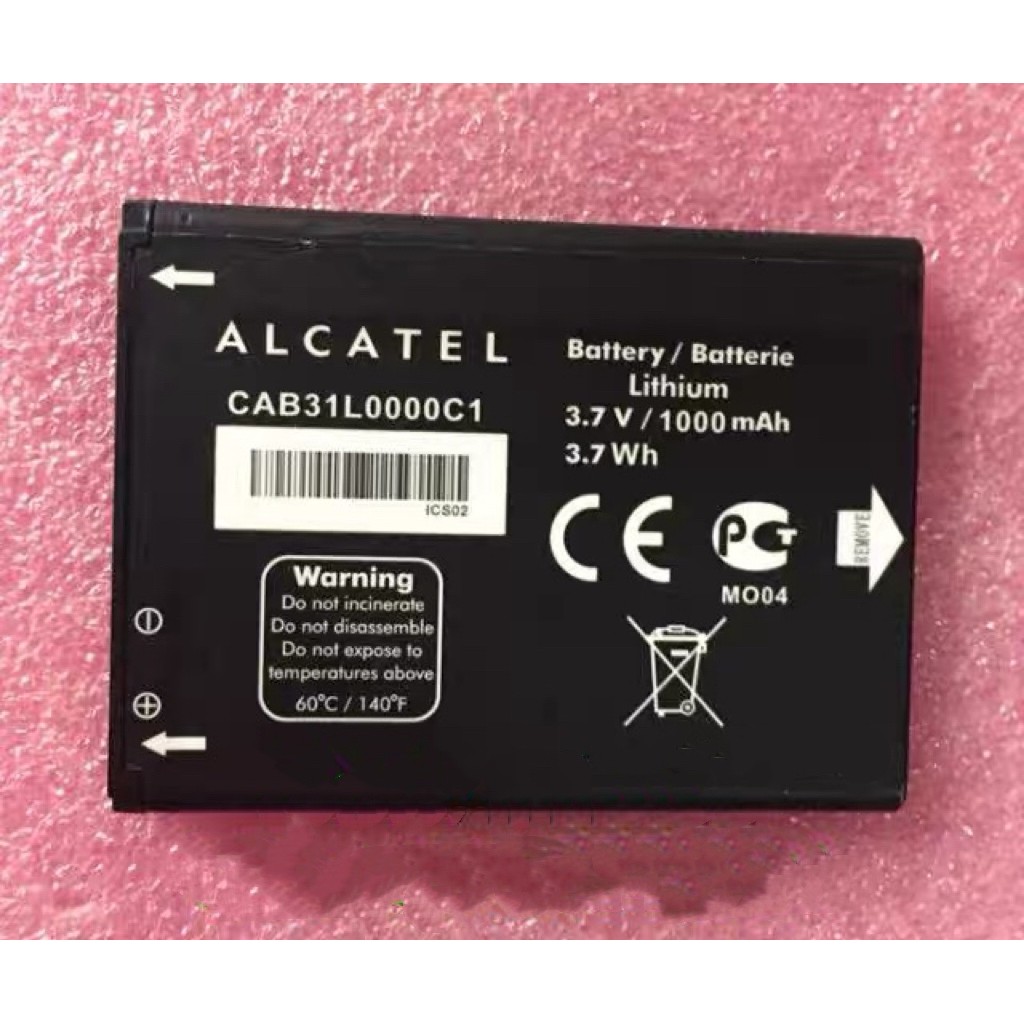 ALCATEL
CAB31L0000C1
ICS02
Warning
Do not incinerate
Do not disassemble
Do not expose to
temperatures above
60°C / 140°F
Battery / Batterie
Lithium
3.7 V / 1000 mAh
3.7 Wh
CE PCT
MO04
REMOVE